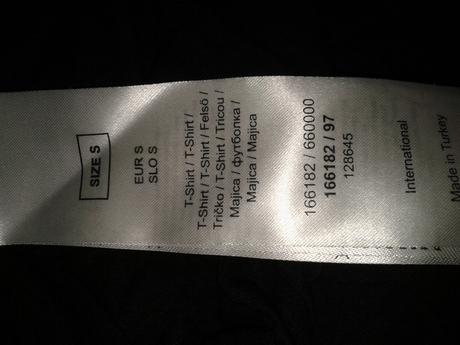 SIZE S
EUR S
SLO S
T-Shirt / T-Shirt /
T-Shirt / T-Shirt / Felső /
Tričko / T-Shirt / Tricou /
Majica / футболка /
Majica / Majica
166182 / 660000
166182 / 97
128645
International
Made in Turkey